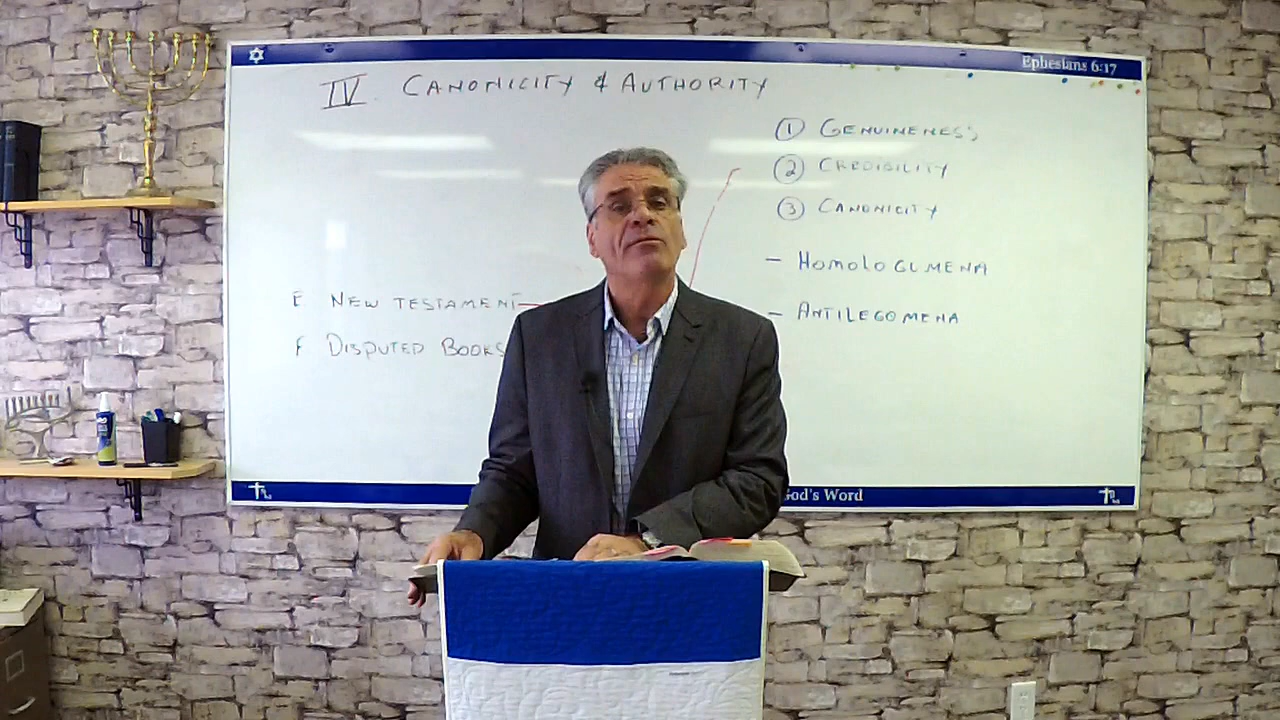 Ephesians 6:17
IV. CANONICITY & AUTHORITY
① GENUINENESS
② CREDIBILITY
③ CANONICITY
– HOMOLOGUMENA
E NEW TESTAMENT
– ANTILEGOMENA
F DISPUTED BOOKS
God's Word